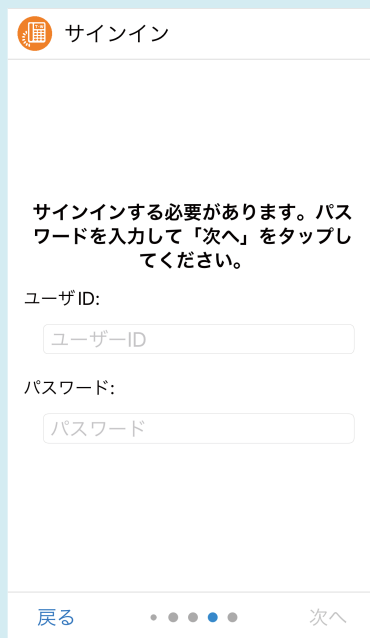 サインイン
サインインする必要があります。パス
ワードを入力して「次へ」をタップし
てください。
ユーザID:
ユーザーID
パスワード:
パスワード
戻る
次へ